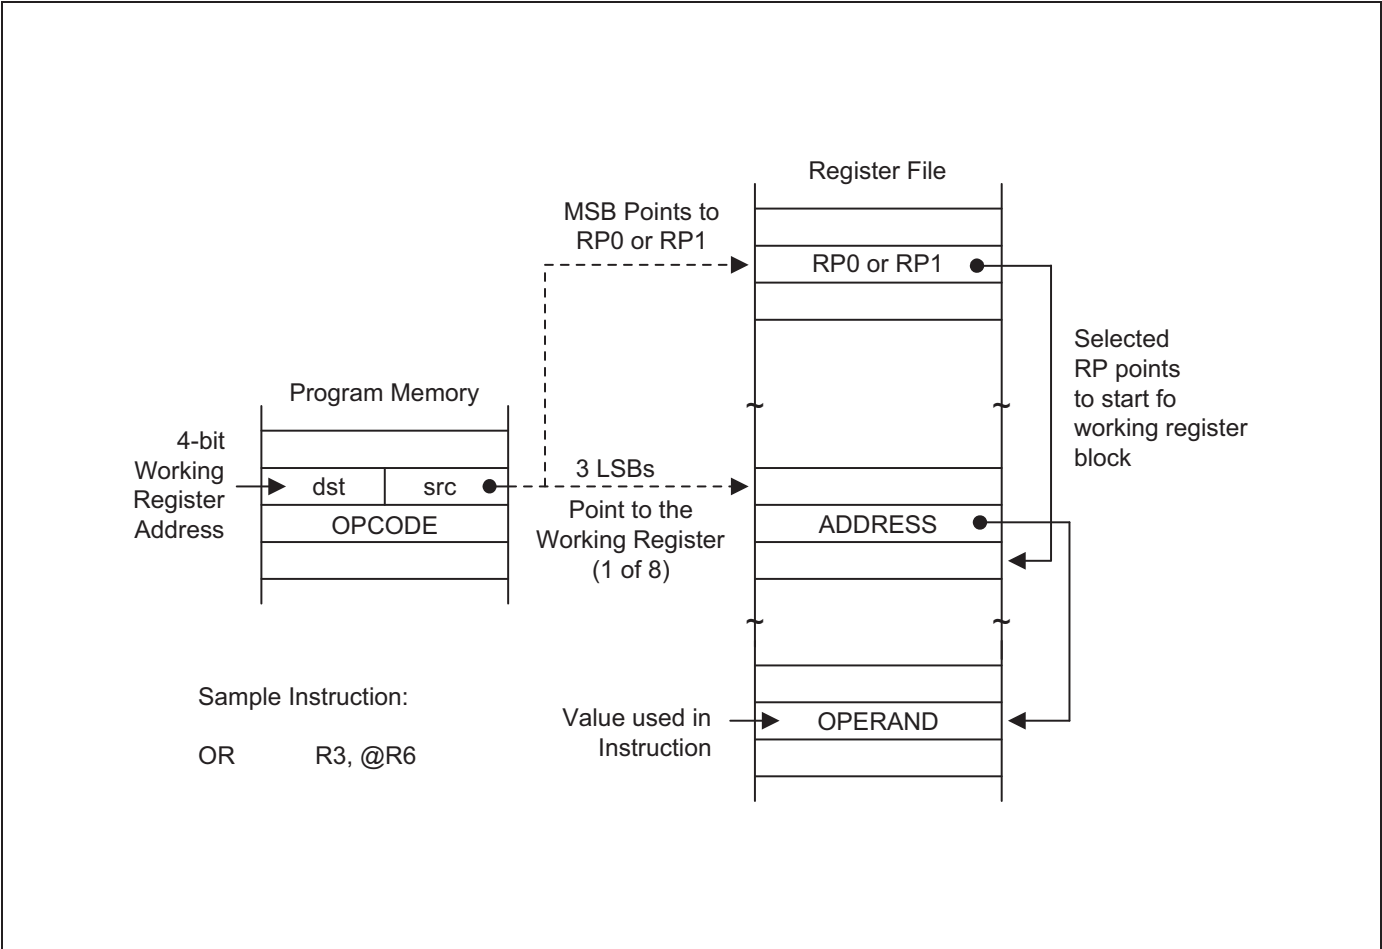 Register File
MSB Points to
RP0 or RP1
RP0 or RP1
Selected
RP points
to start fo
working register
block
Program Memory
4-bit
Working
Register
Address
dst
src
OPCODE
3 LSBs
Point to the
Working Register
(1 of 8)
ADDRESS
~
~
~
~
Sample Instruction:
OR R3, @R6
Value used in
Instruction
OPERAND